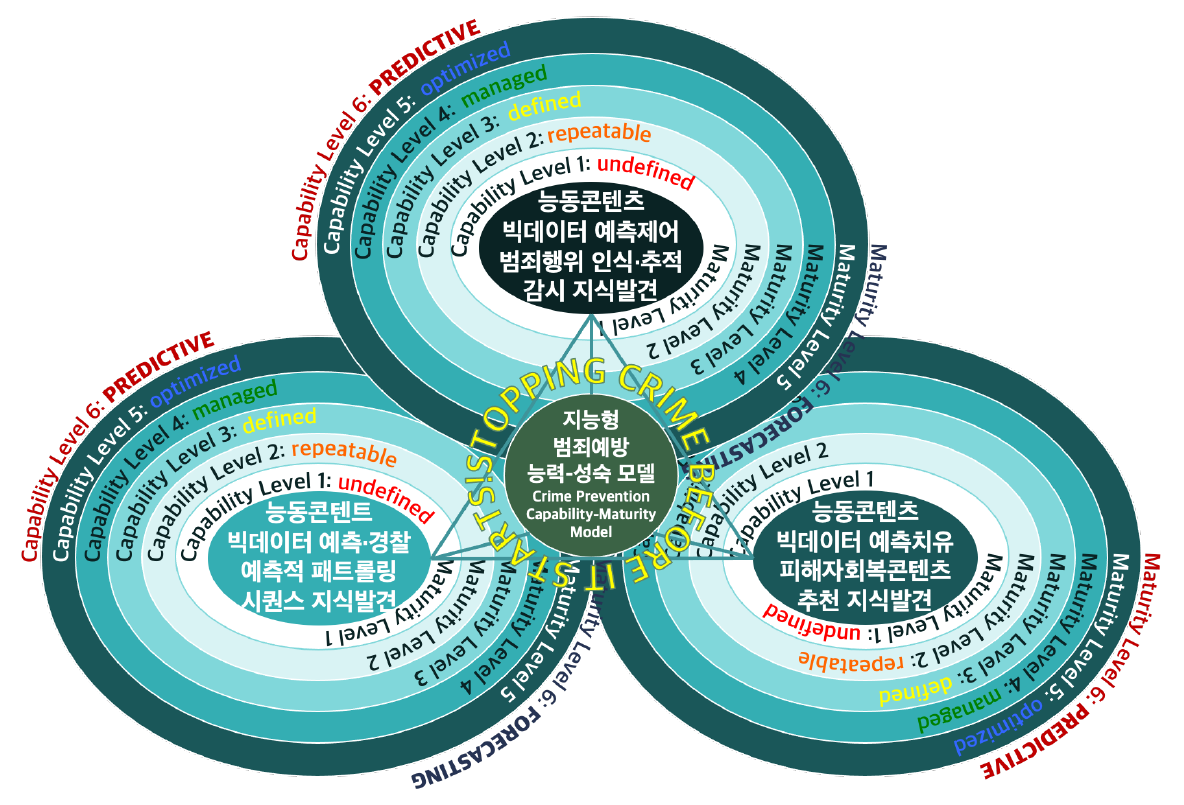 Capability Level 6: PREDICTIVE
Capability Level 5: optimized
Capability Level 4: managed
Capability Level 3: defined
Capability Level 2: repeatable
Capability Level 1: undefined
능동콘텐츠
빅데이터 예측제어
범죄행위 인식·추적
감시 지식발견
Maturity Level 1
Maturity Level 2
Maturity Level 3
Maturity Level 4
Maturity Level 5
Maturity Level 6: FORECASTING
Capability Level 6: PREDICTIVE
Capability Level 5: optimized
Capability Level 4: managed
Capability Level 3: defined
Capability Level 2: repeatable
Capability Level 1: undefined
능동콘텐트
빅데이터 예측·경찰
예측적 패트롤링
시퀀스 지식발견
Maturity Level 1
Maturity Level 2
Maturity Level 3
Maturity Level 4
Maturity Level 5
Maturity Level 6: FORECASTING
STOPPING CRIME BEFORE IT STARTS!
지능형
범죄예방
능력-성숙 모델
Crime Prevention
Capability-Maturity
Model
Capability Level 2
Capability Level 1
능동콘텐츠
빅데이터 예측치유
피해자회복콘텐츠
추천 지식발견
Maturity Level 1: undefined
Maturity Level 2: repeatable
Maturity Level 3: defined
Maturity Level 4: managed
Maturity Level 5: optimized
Maturity Level 6: PREDICTIVE